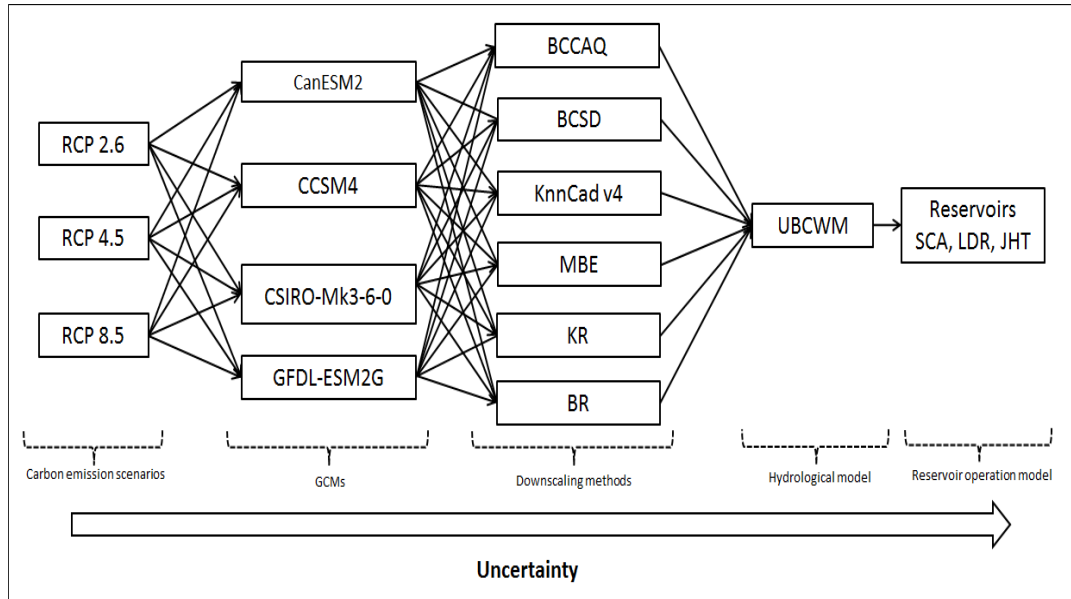 RCP 2.6
RCP 4.5
RCP 8.5
CanESM2
CCSM4
CSIRO-Mk3-6-0
GFDL-ESM2G
BCCAQ
BCSD
KnnCad v4
MBE
KR
BR
UBCWM
Reservoirs
SCA, LDR, JHT
Carbon emission scenarios
GCMs
Downscaling methods
Hydrological model
Reservoir operation model
Uncertainty